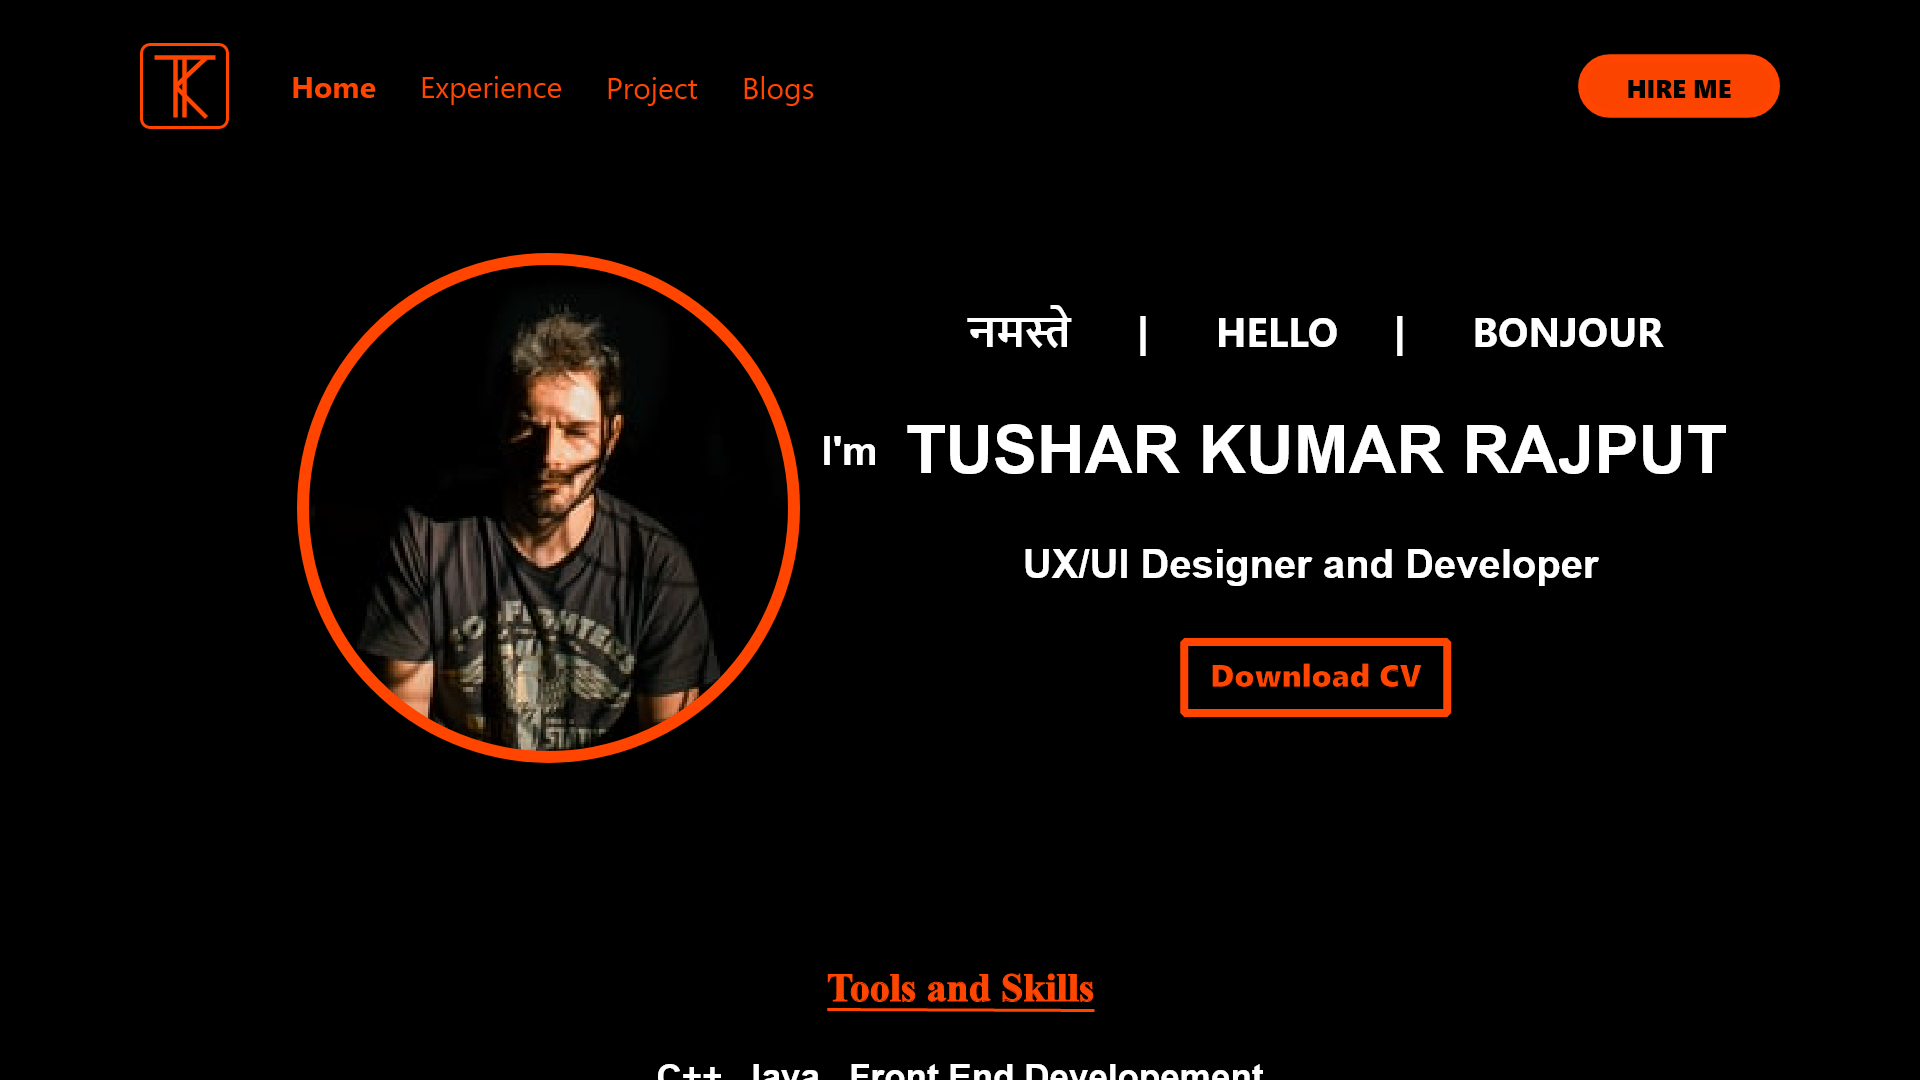 TK
Home Experience Project Blogs HIRE ME
नमस्ते | HELLO | BONJOUR
I'm TUSHAR KUMAR RAJPUT
UX/UI Designer and Developer
Download CV
Tools and Skills
C++ Java Front End Developement